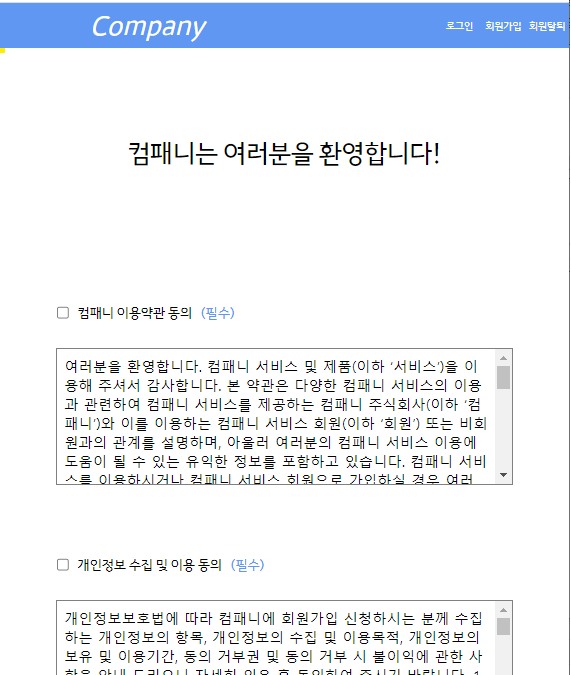 Company
로그인 회원가입 회원탈퇴
컴패니는 여러분을 환영합니다!
컴패니 이용약관 동의 (필수)
여러분을 환영합니다. 컴패니 서비스 및 제품(이하 ‘서비스’)을 이
용해 주셔서 감사합니다. 본 약관은 다양한 컴패니 서비스의 이용
과 관련하여 컴패니 서비스를 제공하는 컴패니 주식회사(이하 ‘컴
패니’)와 이를 이용하는 컴패니 서비스 회원(이하 ‘회원’) 또는 비회
원과의 관계를 설명하며, 아울러 여러분의 컴패니 서비스 이용에
도움이 될 수 있는 유익한 정보를 포함하고 있습니다. 컴패니 서비
스를 이용하시거나 컴패니 서비스 회원으로 가입하실 경우 여러
개인정보 수집 및 이용 동의 (필수)
개인정보보호법에 따라 컴패니에 회원가입 신청하시는 분께 수집
하는 개인정보의 항목, 개인정보의 수집 및 이용목적, 개인정보의
보유 및 이용기간, 동의 거부권 및 동의 거부 시 불이익에 관한 사
항을 안내 드리오니 자세히 읽은 후 동의하여 주시기 바랍니다. 1.